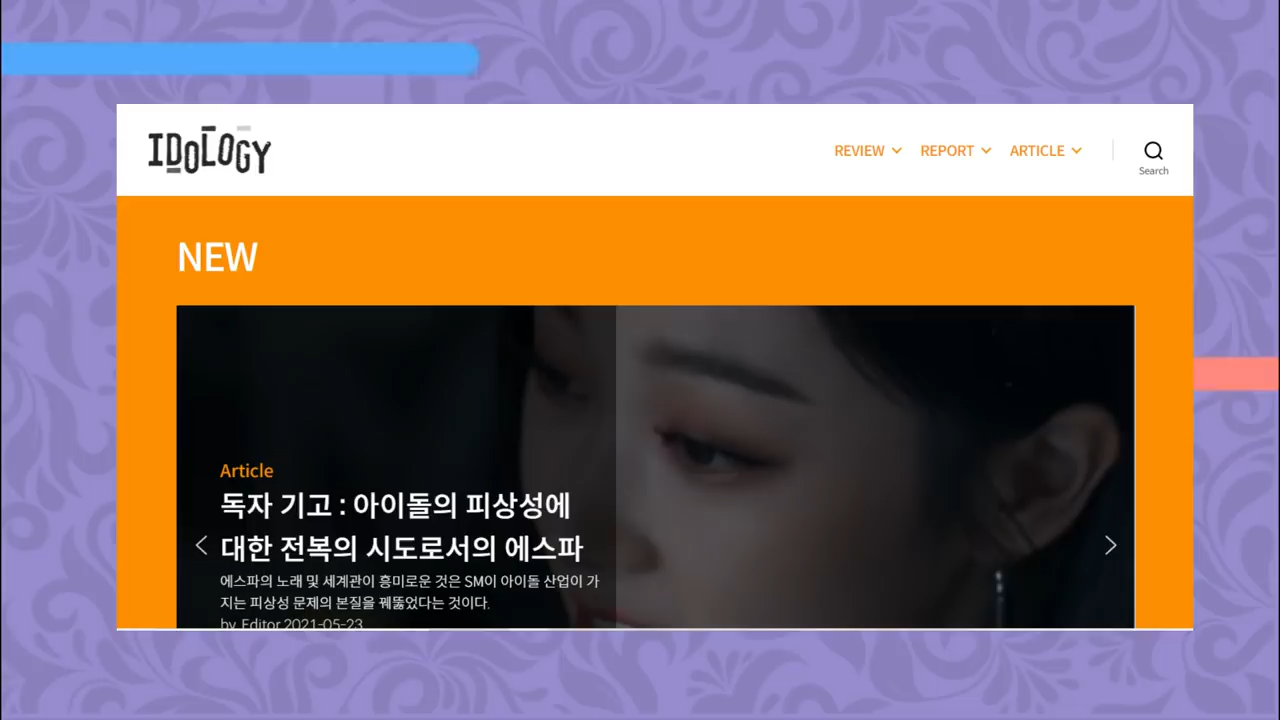 IDOLOGY
REVIEW
REPORT
ARTICLE
Search
NEW
Article
독자 기고 : 아이돌의 피상성에
대한 전복의 시도로서의 에스파
에스파의 노래 및 세계관이 흥미로운 것은 SM이 아이돌 산업이 가
지는 피상성 문제의 본질을 꿰뚫었다는 것이다.
by Editor 2021-05-23